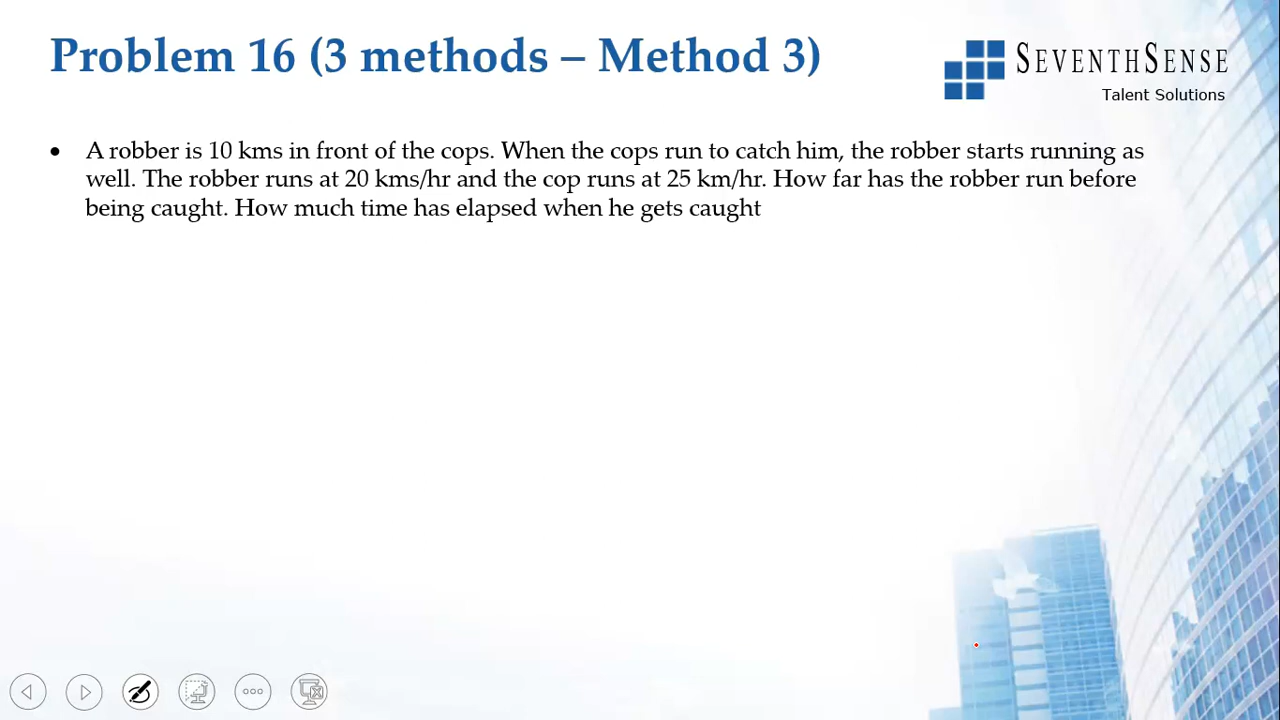 Problem 16 (3 methods – Method 3)
SEVENTHSENSE
Talent Solutions
• A robber is 10 kms in front of the cops. When the cops run to catch him, the robber starts running as
well. The robber runs at 20 kms/hr and the cop runs at 25 km/hr. How far has the robber run before
being caught. How much time has elapsed when he gets caught